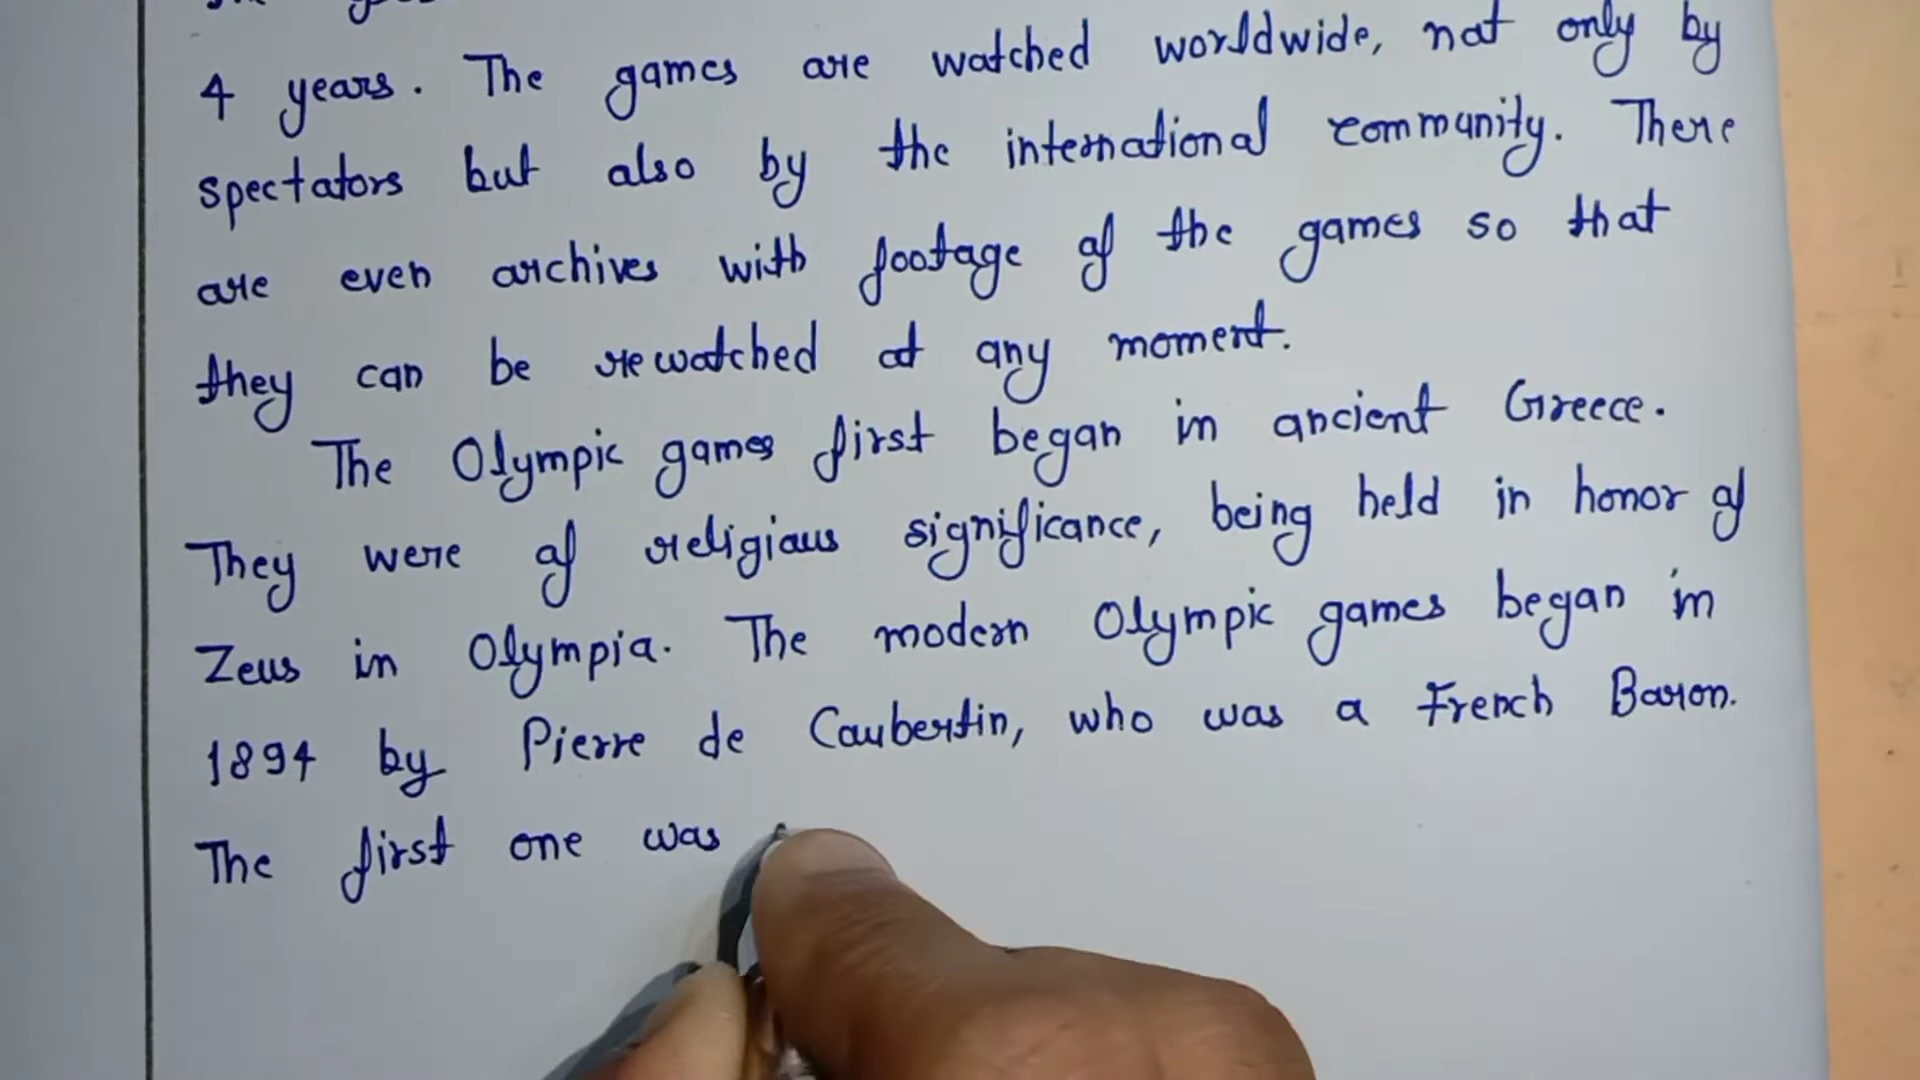 4 years. The games are watched worldwide, not only by
spectators but also by the international community. There
are even archives with footage of the games so that
they can be rewatched at any moment.
The Olympic games first began in ancient Greece.
They were of religious significance, being held in honor of
Zeus in Olympia. The modern Olympic games began in
1894 by Pierre de Coubertin, who was a French Baron.
The first one was